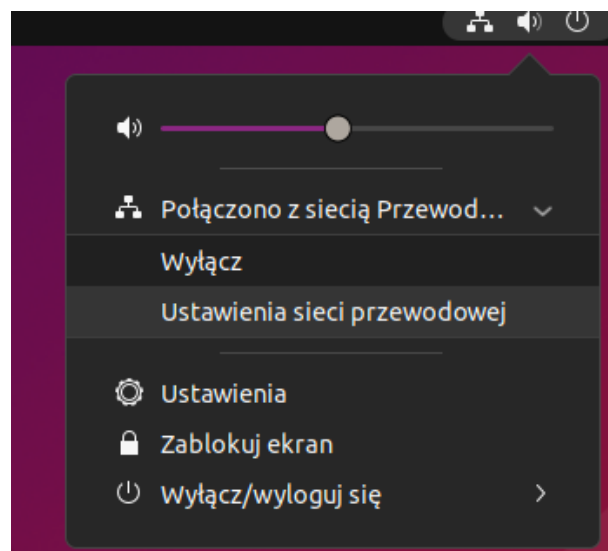 Połączono z siecią Przewod...
Wyłącz
Ustawienia sieci przewodowej
Ustawienia
Zablokuj ekran
Wyłącz/wyloguj się